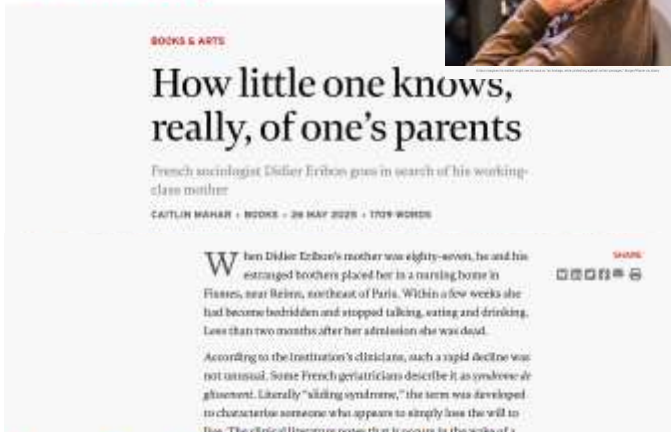 BOOKS & ARTS
How little one knows,
really, of one's parents
French sociologist Didier Eribon goes in search of his working-
class mother
CAITLIN MAHAR • BOOKS • 26 MAY 2025 • 1709 WORDS
When Didier Eribon's mother was eighty-seven, he and his
estranged brothers placed her in a nursing home in
Fismes, near Reims, northeast of Paris. Within a few weeks she
had become bedridden and stopped talking, eating and drinking.
Less than two months after her admission she was dead.
SHARE
According to the institution's clinicians, such a rapid decline was
not unusual. Some French geriatricians describe it as syndrome de
glissement. Literally "sliding syndrome," the term was developed
to characterise someone who appears to simply lose the will to
live. The clinical literature notes that it occurs in the wake of a